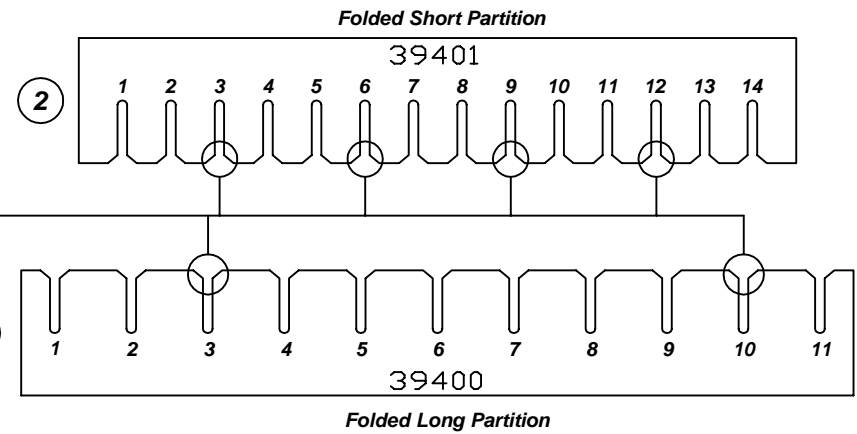 Folded Short Partition
39401
1 2 3 4 5 6 7 8 9 10 11 12 13 14
2
1 2 3 4 5 6 7 8 9 10 11
39400
Folded Long Partition